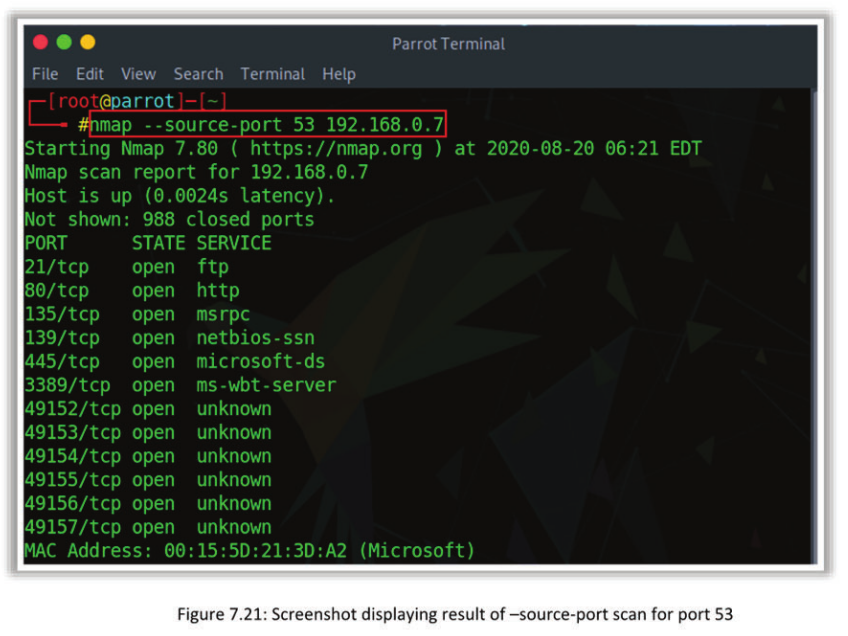 Parrot Terminal
File Edit View Search Terminal Help
[root@parrot]─[~]
#nmap --source-port 53 192.168.0.7
Starting Nmap 7.80 ( https://nmap.org ) at 2020-08-20 06:21 EDT
Nmap scan report for 192.168.0.7
Host is up (0.0024s latency).
Not shown: 988 closed ports
PORT STATE SERVICE
21/tcp open ftp
80/tcp open http
135/tcp open msrpc
139/tcp open netbios-ssn
445/tcp open microsoft-ds
3389/tcp open ms-wbt-server
49152/tcp open unknown
49153/tcp open unknown
49154/tcp open unknown
49155/tcp open unknown
49156/tcp open unknown
49157/tcp open unknown
MAC Address: 00:15:5D:21:3D:A2 (Microsoft)
Figure 7.21: Screenshot displaying result of –source-port scan for port 53